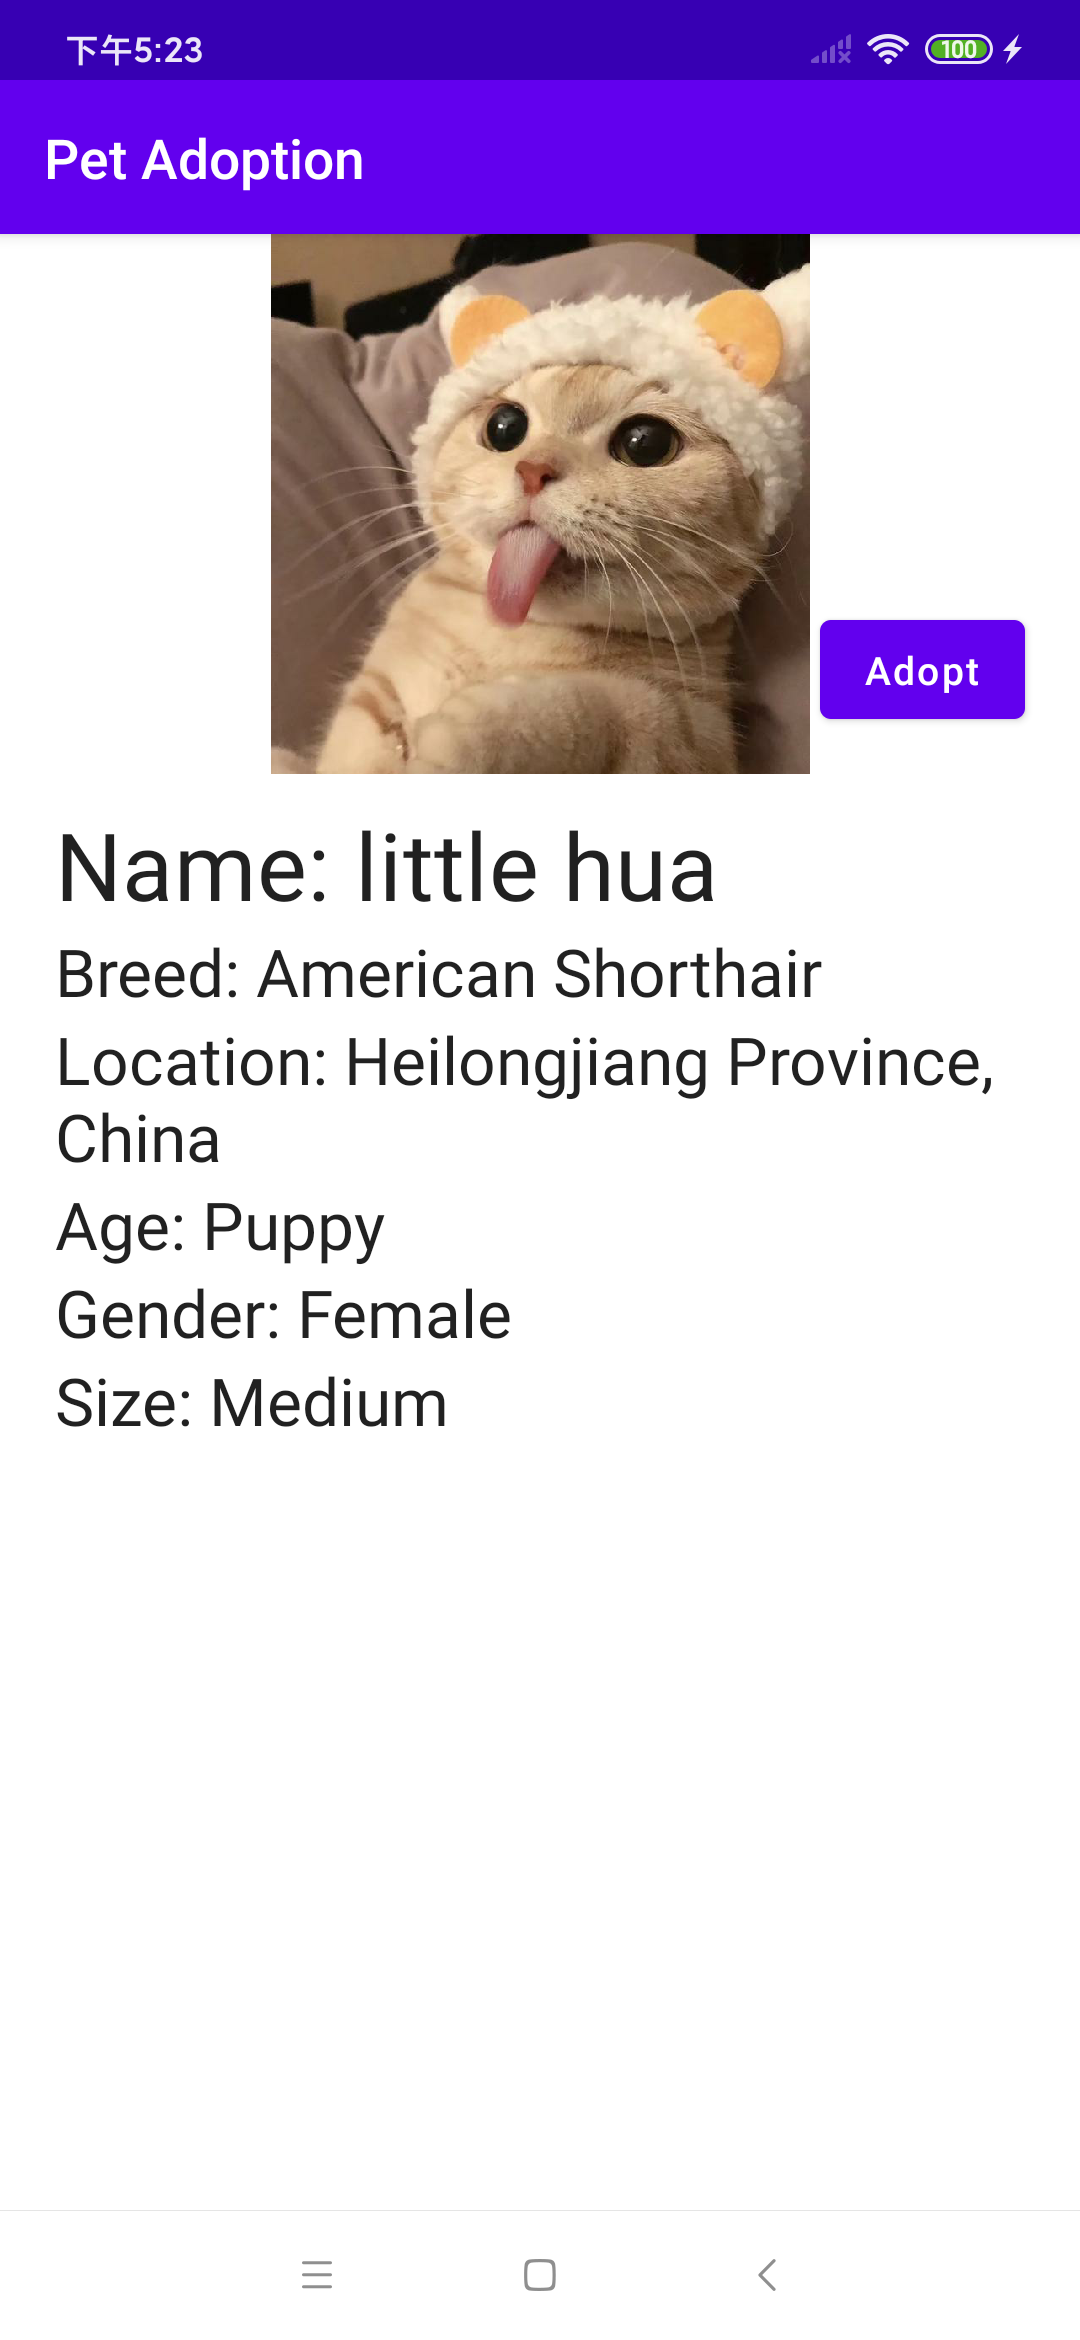 下午5:23
100
Pet Adoption
Adopt
Name: little hua
Breed: American Shorthair
Location: Heilongjiang Province,
China
Age: Puppy
Gender: Female
Size: Medium